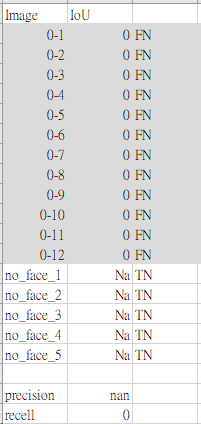 Image IoU
0-1 0 FN
0-2 0 FN
0-3 0 FN
0-4 0 FN
0-5 0 FN
0-6 0 FN
0-7 0 FN
0-8 0 FN
0-9 0 FN
0-10 0 FN
0-11 0 FN
0-12 0 FN
no_face_1 Na TN
no_face_2 Na TN
no_face_3 Na TN
no_face_4 Na TN
no_face_5 Na TN
precision nan
recell 0